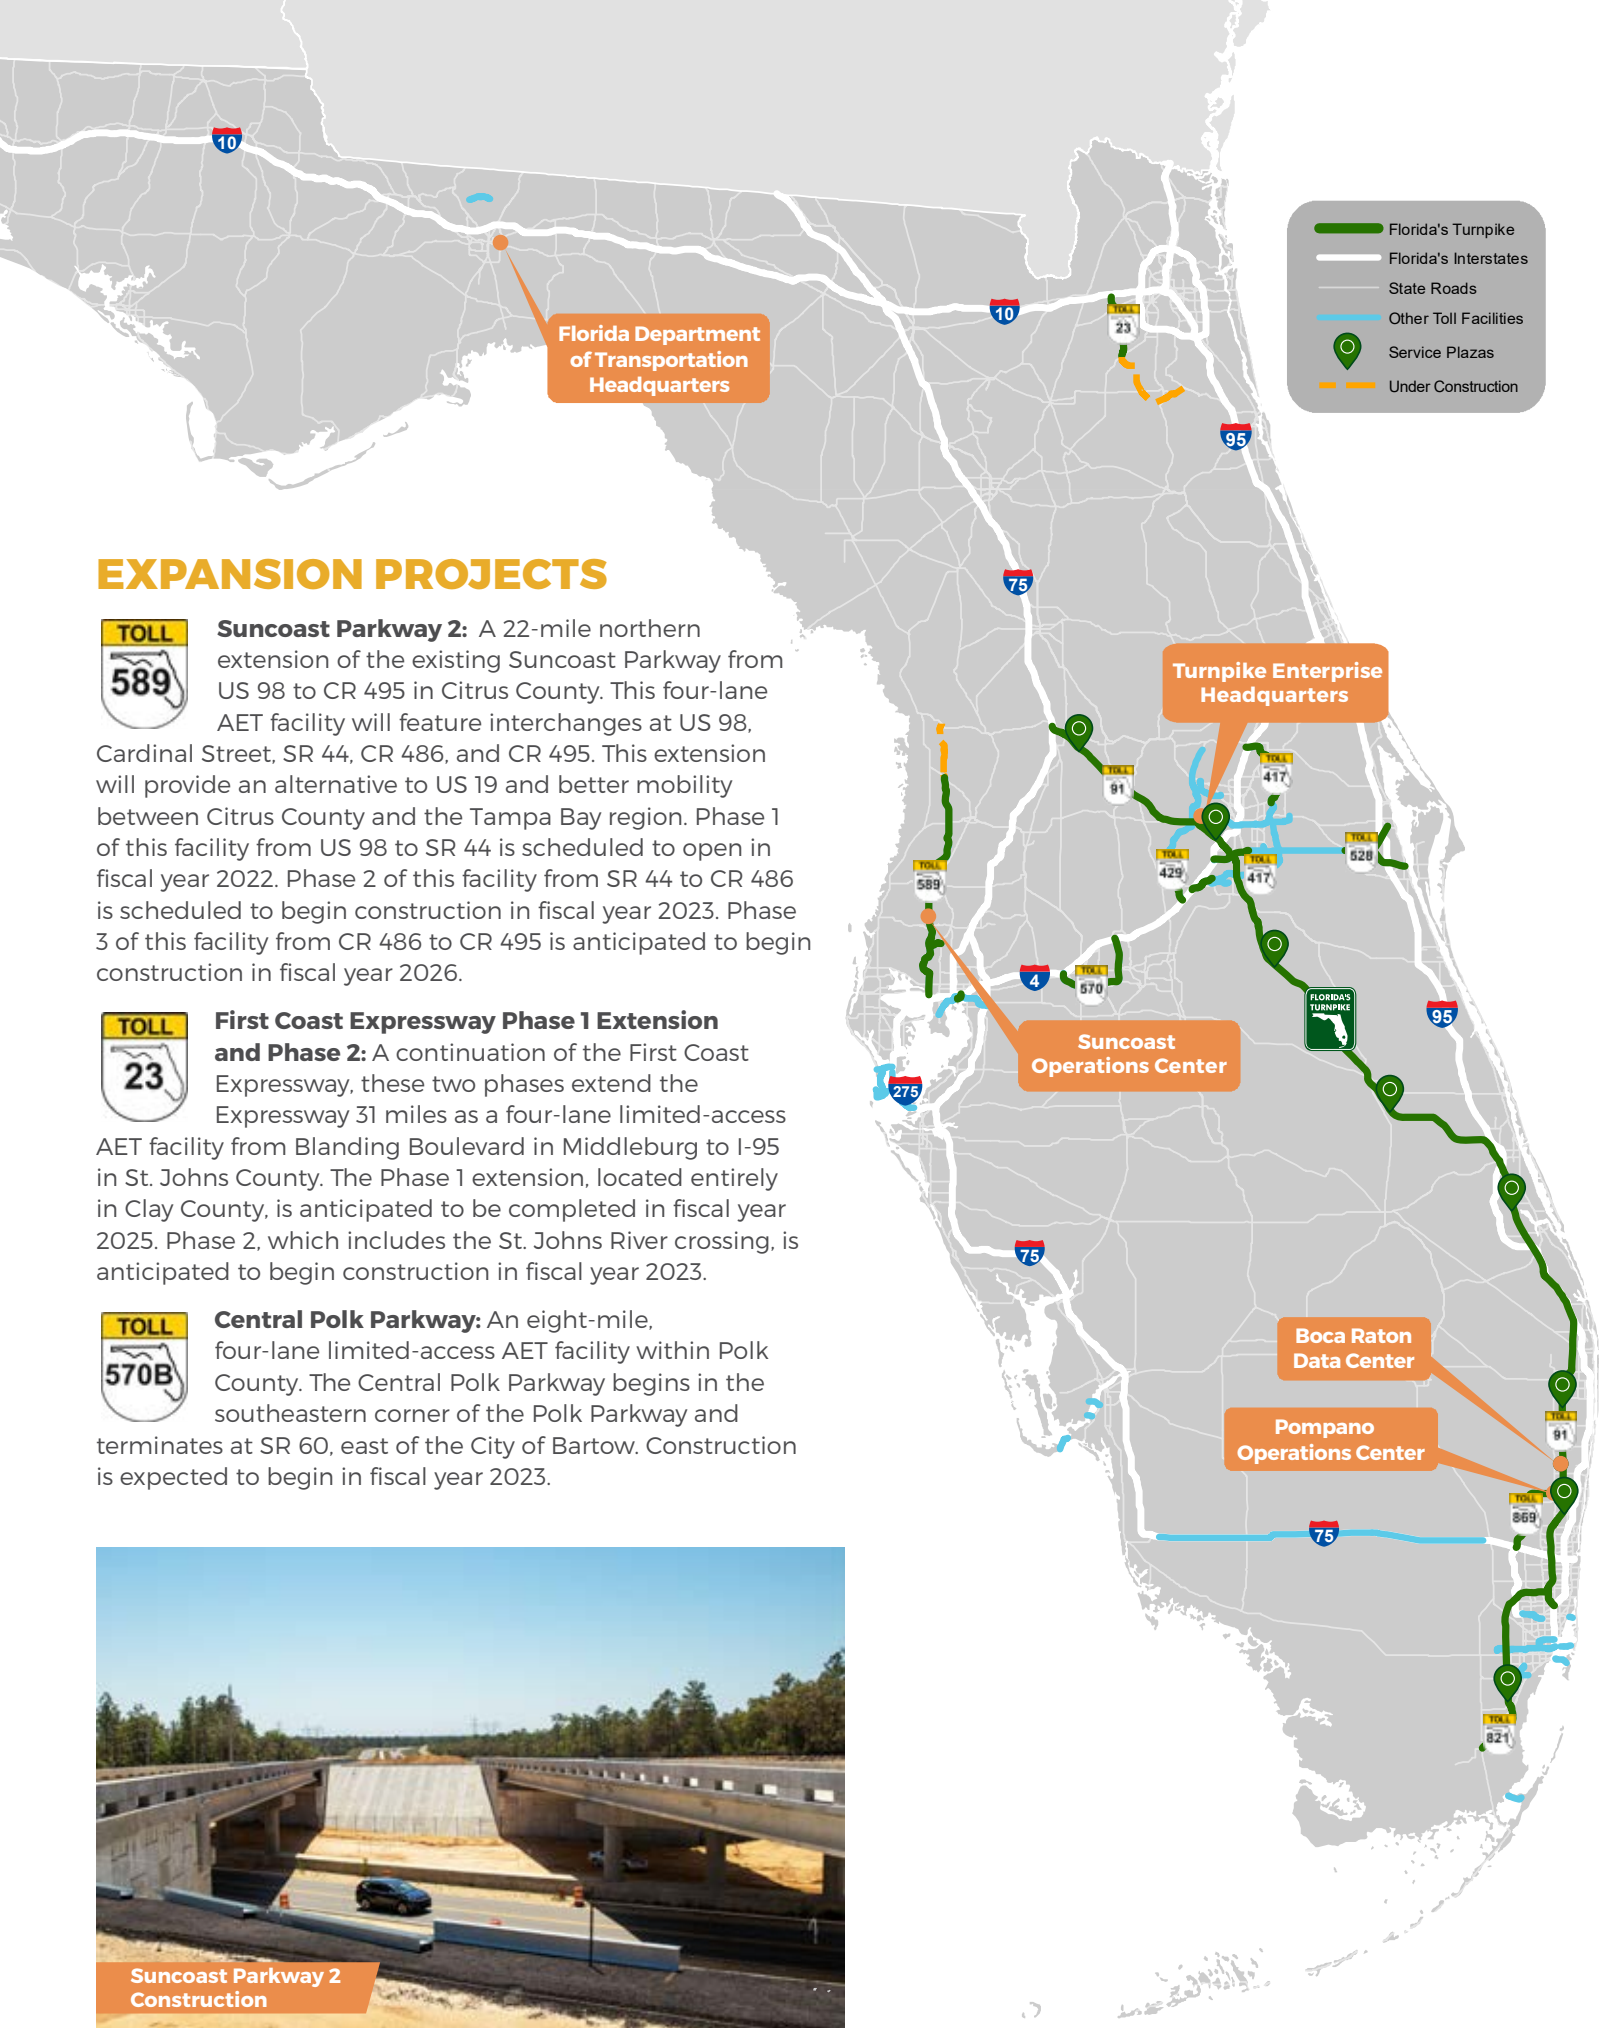 10
Florida's Turnpike
Florida's Interstates
State Roads
Other Toll Facilities
Service Plazas
Under Construction
Florida Department
of Transportation
Headquarters
10
TOLL
23
95
75
EXPANSION PROJECTS
TOLL
589
Suncoast Parkway 2: A 22-mile northern
extension of the existing Suncoast Parkway from
US 98 to CR 495 in Citrus County. This four-lane
AET facility will feature interchanges at US 98,
Cardinal Street, SR 44, CR 486, and CR 495. This extension
will provide an alternative to US 19 and better mobility
between Citrus County and the Tampa Bay region. Phase 1
of this facility from US 98 to SR 44 is scheduled to open in
fiscal year 2022. Phase 2 of this facility from SR 44 to CR 486
is scheduled to begin construction in fiscal year 2023. Phase
3 of this facility from CR 486 to CR 495 is anticipated to begin
construction in fiscal year 2026.
TOLL
23
First Coast Expressway Phase 1 Extension
and Phase 2: A continuation of the First Coast
Expressway, these two phases extend the
Expressway 31 miles as a four-lane limited-access
AET facility from Blanding Boulevard in Middleburg to I-95
in St. Johns County. The Phase 1 extension, located entirely
in Clay County, is anticipated to be completed in fiscal year
2025. Phase 2, which includes the St. Johns River crossing, is
anticipated to begin construction in fiscal year 2023.
TOLL
570B
Central Polk Parkway: An eight-mile,
four-lane limited-access AET facility within Polk
County. The Central Polk Parkway begins in the
southeastern corner of the Polk Parkway and
terminates at SR 60, east of the City of Bartow. Construction
is expected to begin in fiscal year 2023.
Turnpike Enterprise
Headquarters
TOLL
417
TOLL
91
TOLL
528
TOLL
429
TOLL
417
TOLL
589
4
TOLL
570
FLORIDA'S
TURNPIKE
95
Suncoast
Operations Center
275
75
Boca Raton
Data Center
Pompano
Operations Center
TOLL
91
TOLL
869
75
TOLL
821
Suncoast Parkway 2
Construction